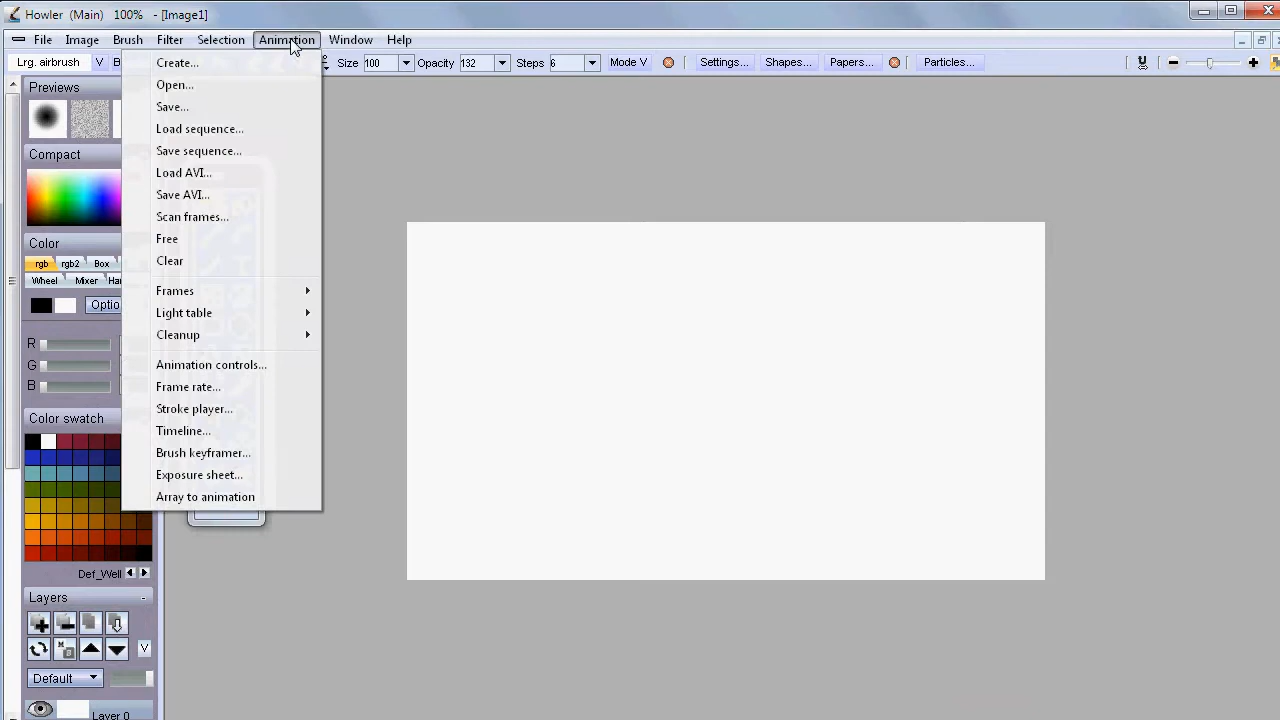 Howler (Main) 100% - [Image1]
File Image Brush Filter Selection Animation Window Help
Lrg. airbrush V B Size 100 Opacity 132 Steps 6 Mode V Settings... Shapes... Papers... Particles...
Previews
Compact
Color
rgb rgb2 Box
Wheel Mixer
Optio
R
G
B
Color swatch
Def_Well
Layers
V
Default
Layer 0
Create...
Open...
Save...
Load sequence...
Save sequence...
Load AVI...
Save AVI...
Scan frames...
Free
Clear
Frames
Light table
Cleanup
Animation controls...
Frame rate...
Stroke player...
Timeline...
Brush keyframer...
Exposure sheet...
Array to animation